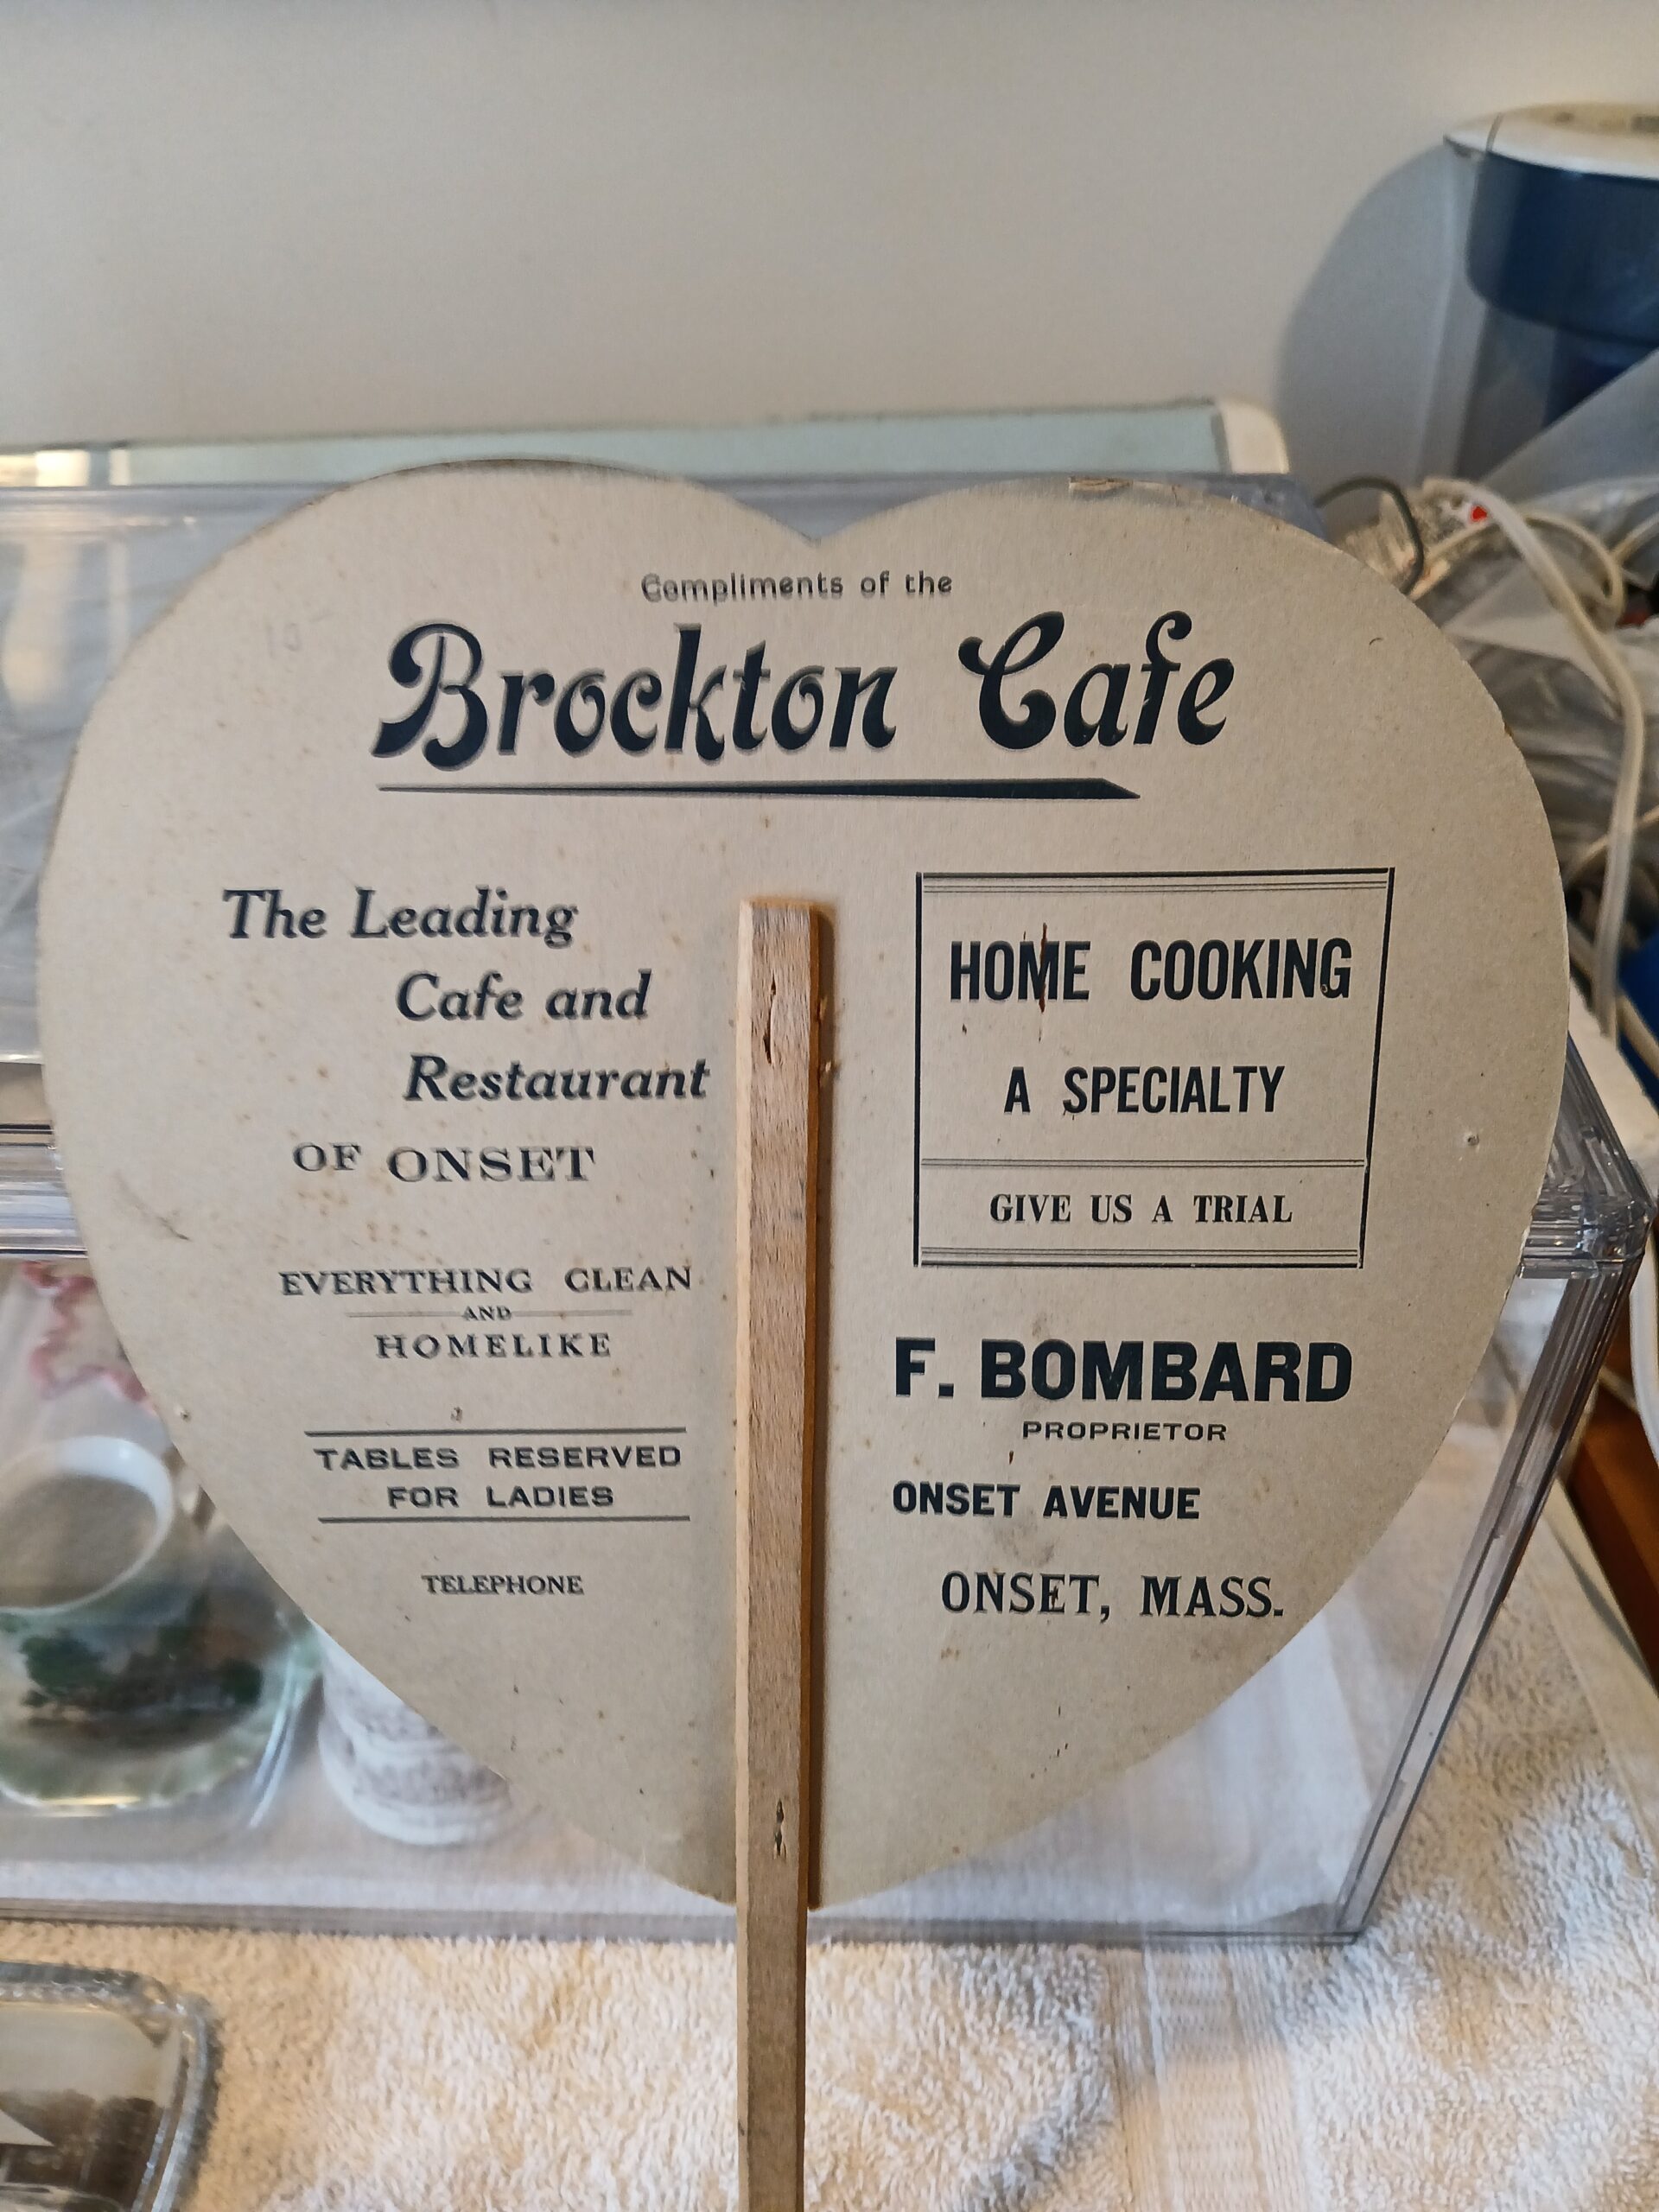 Compliments of the
Brockton Cafe
The Leading
Cafe and
Restaurant
OF ONSET
EVERYTHING CLEAN
AND
HOMELIKE
TABLES RESERVED
FOR LADIES
TELEPHONE
HOME COOKING
A SPECIALTY
GIVE US A TRIAL
F. BOMBARD
PROPRIETOR
ONSET AVENUE
ONSET, MASS.